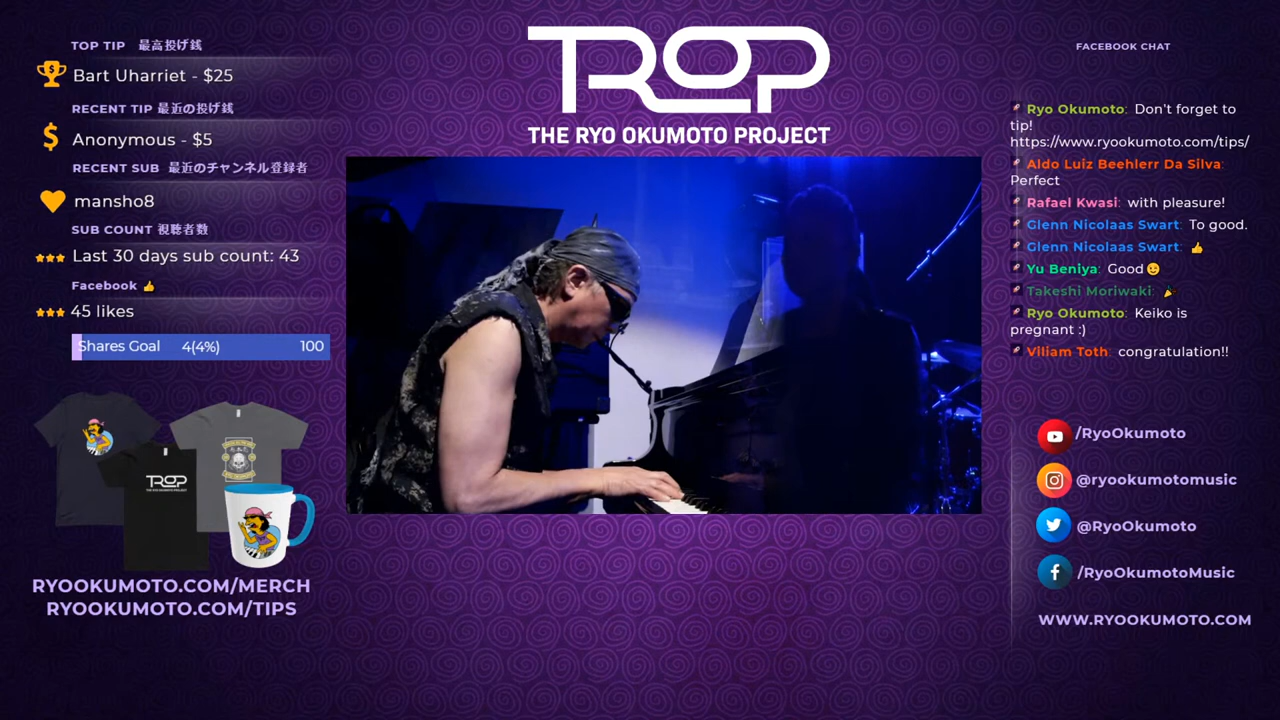 TOP TIP 最高投げ銭
Bart Uharriet - $25
RECENT TIP 最近の投げ銭
Anonymous - $5
RECENT SUB 最近のチャンネル登録者
mansho8
SUB COUNT 視聴者数
Last 30 days sub count: 43
Facebook 👍
45 likes
Shares Goal 4(4%) 100
TROP
THE RYO OKUMOTO PROJECT
RYOOKUMOTO.COM/MERCH
RYOOKUMOTO.COM/TIPS
TROP
THE RYO OKUMOTO PROJECT
FACEBOOK CHAT
Ryo Okumoto: Don't forget to
tip!
https://www.ryookumoto.com/tips/
Aldo Luiz Beehlerr Da Silva:
Perfect
Rafael Kwasi: with pleasure!
Glenn Nicolaas Swart: To good.
Glenn Nicolaas Swart: 👍
Yu Beniya: Good😉
Takeshi Moriwaki: 🎉
Ryo Okumoto: Keiko is
pregnant :)
Viliam Toth: congratulation!!
/RyoOkumoto
@ryookumotomusic
@RyoOkumoto
/RyoOkumotoMusic
WWW.RYOOKUMOTO.COM